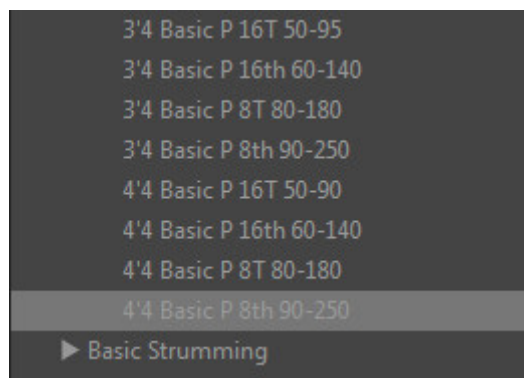 3'4 Basic P 16T 50-95
3'4 Basic P 16th 60-140
3'4 Basic P 8T 80-180
3'4 Basic P 8th 90-250
4'4 Basic P 16T 50-90
4'4 Basic P 16th 60-140
4'4 Basic P 8T 80-180
4'4 Basic P 8th 90-250
Basic Strumming